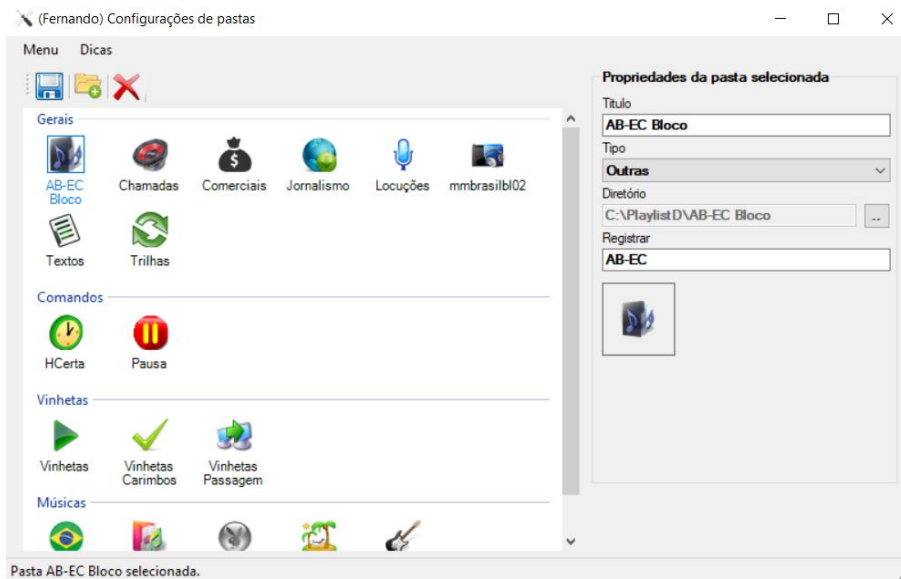 (Fernando) Configurações de pastas
Menu Dicas
Gerais
AB-EC
Bloco
Chamadas
Comerciais
Jornalismo
Locuções
mmbrasilbl02
Textos
Trilhas
Comandos
HCerta
Pausa
Vinhetas
Vinhetas
Vinhetas
Carimbos
Vinhetas
Passagem
Músicas
Propriedades da pasta selecionada
Titulo
AB-EC Bloco
Tipo
Outras
Diretório
C:\PlaylistD\AB-EC Bloco
..
Registrar
AB-EC
Pasta AB-EC Bloco selecionada.